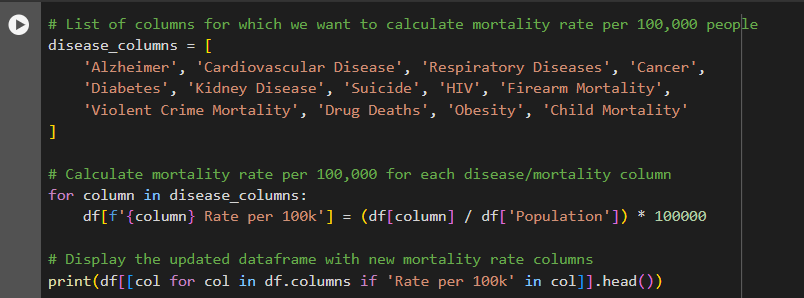 # List of columns for which we want to calculate mortality rate per 100,000 people
disease_columns = [
    'Alzheimer', 'Cardiovascular Disease', 'Respiratory Diseases', 'Cancer',
    'Diabetes', 'Kidney Disease', 'Suicide', 'HIV', 'Firearm Mortality',
    'Violent Crime Mortality', 'Drug Deaths', 'Obesity', 'Child Mortality'
]
# Calculate mortality rate per 100,000 for each disease/mortality column
for column in disease_columns:
    df[f'{column} Rate per 100k'] = (df[column] / df['Population']) * 100000
# Display the updated dataframe with new mortality rate columns
print(df[[col for col in df.columns if 'Rate per 100k' in col]].head())